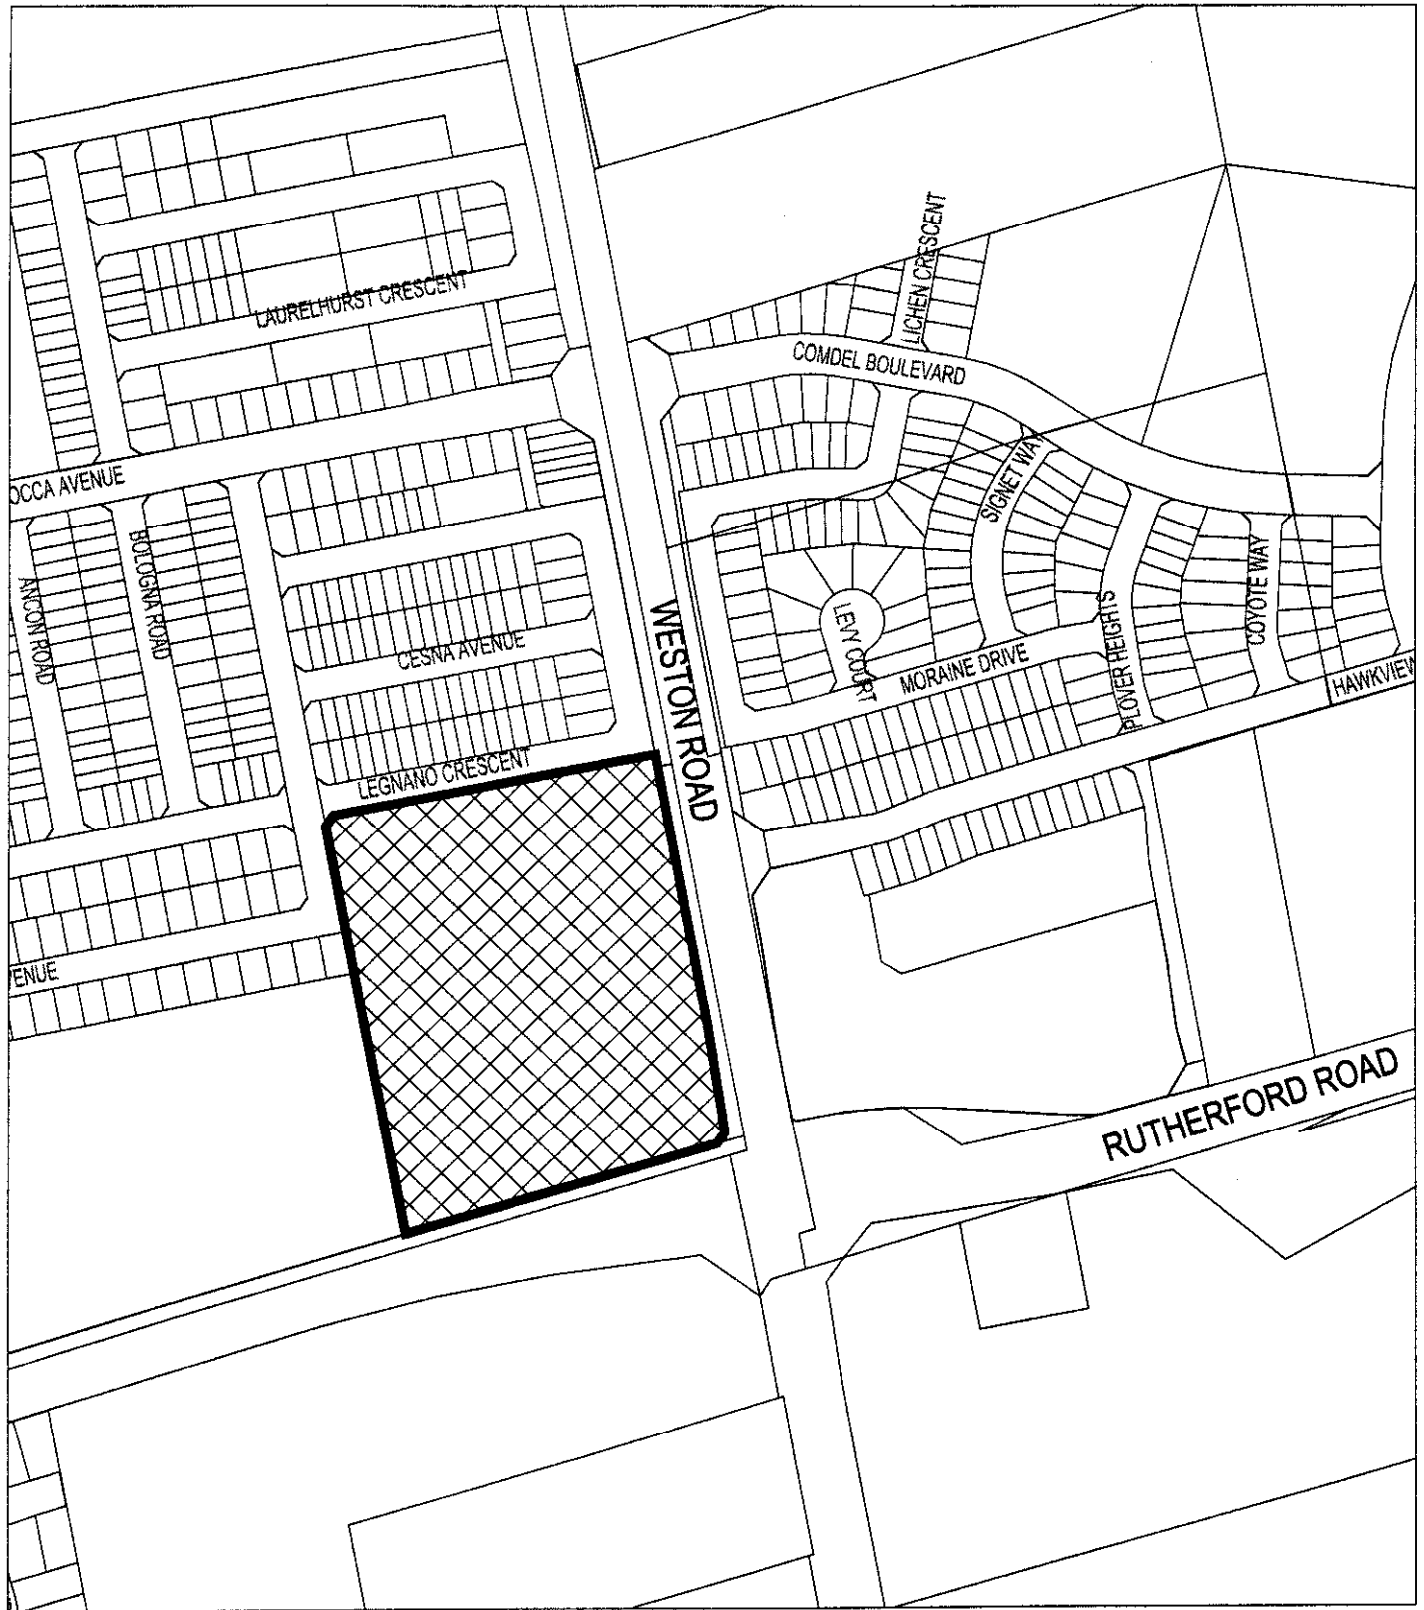 LICHEN CRESCENT
LAURELHURST CRESCENT
COMDEL BOULEVARD
OCCA AVENUE
SIGNET WAY
BOLOGNA ROAD
ANCON ROAD
COYOTE WAY
PLOVER HEIGHTS
LEVY COURT
CESNA AVENUE
MORAINE DRIVE
WESTON ROAD
HAWKVIEW
LEGNANO CRESCENT
VENUE
RUTHERFORD ROAD